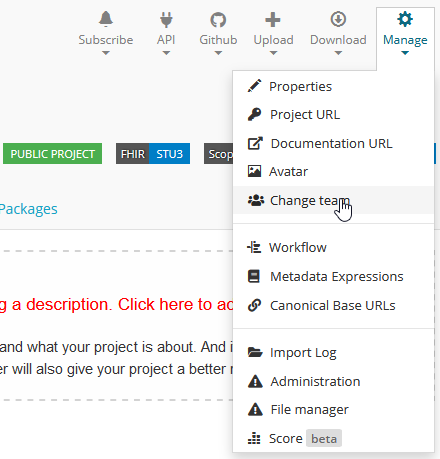 Subscribe API Github Upload Download Manage
Properties
Project URL
PUBLIC PROJECT FHIR STU3 Documentation URL
Avatar
Packages Change team
Workflow
Metadata Expressions
g a description. Click here to Canonical Base URLs
and what your project is about. And Import Log
er will also give your project a better Administration
File manager
Score beta